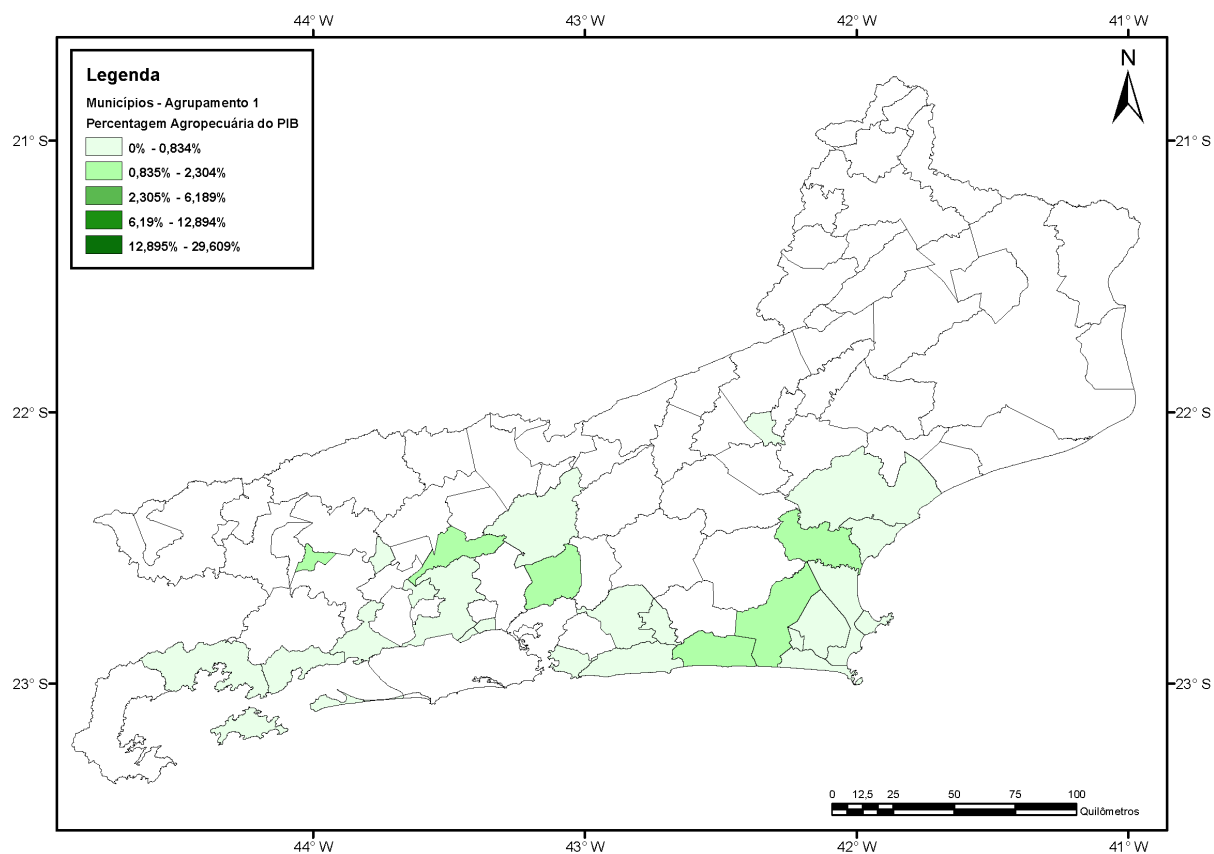 44° W 43° W 42° W 41° W
Legenda
Municípios - Agrupamento 1
Percentagem Agropecuária do PIB
0% - 0,834%
0,835% - 2,304%
2,305% - 6,189%
6,19% - 12,894%
12,895% - 29,609%
N
21° S 21° S
22° S 22° S
23° S 23° S
0 12,5 25 50 75 100
Quilômetros
44° W 43° W 42° W 41° W